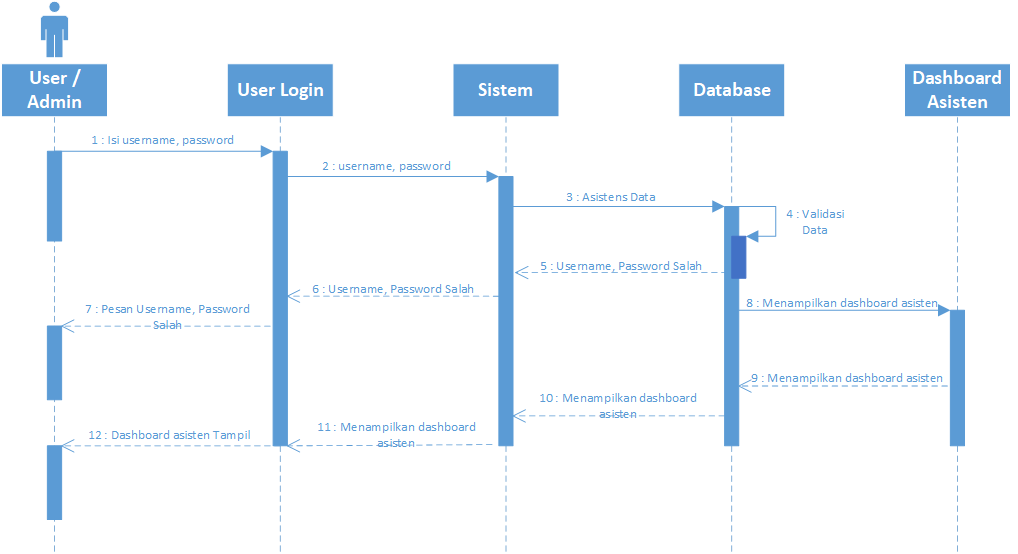 User /
Admin
User Login
Sistem
Database
Dashboard
Asisten
1 : Isi username, password
2 : username, password
3 : Asistens Data
4 : Validasi
Data
5 : Username, Password Salah
6 : Username, Password Salah
7 : Pesan Username, Password
Salah
8 : Menampilkan dashboard asisten
9 : Menampilkan dashboard asisten
10 : Menampilkan dashboard
asisten
11 : Menampilkan dashboard
asisten
12 : Dashboard asisten Tampil